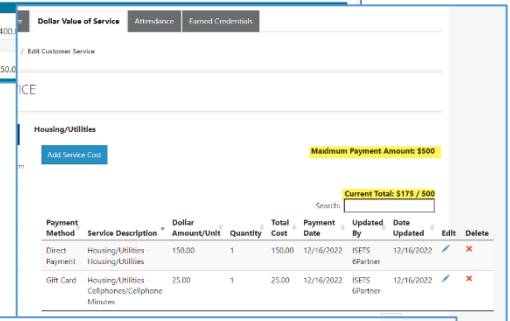 Dollar Value of Service Attendance Earned Credentials
400.
/ Edit Customer Service
50.0
ICE
Housing/Utilities
Add Service Cost
Maximum Payment Amount: $500
Current Total: $175 / 500
Search:
Payment Method Service Description Dollar Amount/Unit Quantity Total Cost Payment Date Updated By Date Updated Edit Delete
Direct Payment Housing/Utilities - Housing/Utilities 150.00 1 150.00 12/16/2022 ISETS 6Partner 12/16/2022
Gift Card Housing/Utilities - Cellphones/Cellphone Minutes 25.00 1 25.00 12/16/2022 ISETS 6Partner 12/16/2022